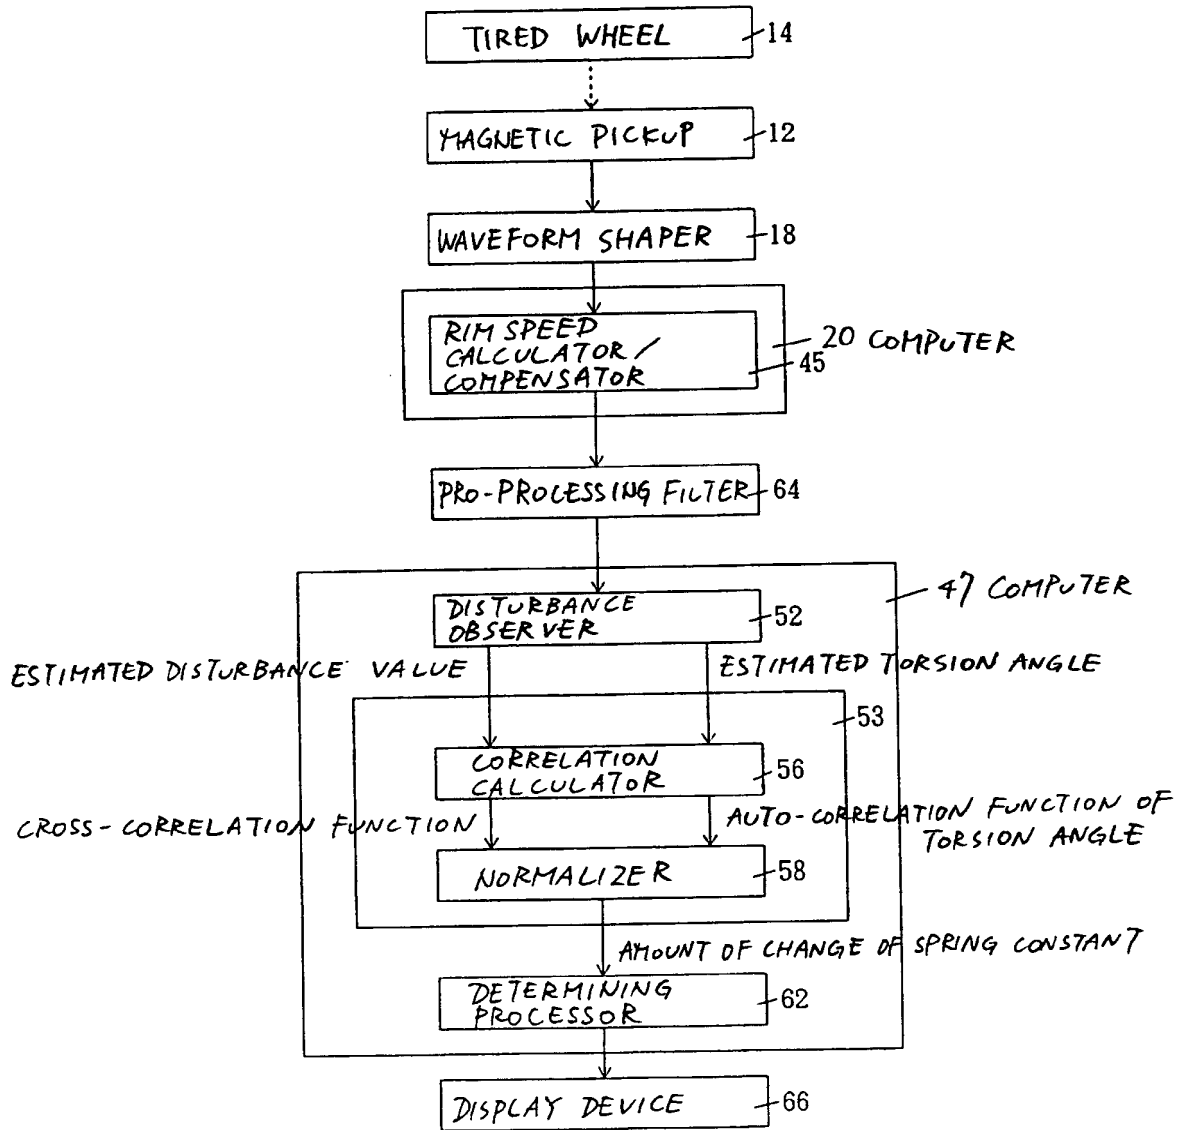 TIRED WHEEL
14
MAGNETIC PICKUP
12
WAVEFORM SHAPER
18
RIM SPEED
CALCULATOR/
COMPENSATOR
45
20 COMPUTER
PRO-PROCESSING FILTER
64
47 COMPUTER
DISTURBANCE
OBSERVER
52
ESTIMATED DISTURBANCE VALUE
ESTIMATED TORSION ANGLE
53
CORRELATION
CALCULATOR
56
CROSS-CORRELATION FUNCTION
AUTO-CORRELATION FUNCTION OF
TORSION ANGLE
NORMALIZER
58
AMOUNT OF CHANGE OF SPRING CONSTANT
DETERMINING
PROCESSOR
62
DISPLAY DEVICE
66